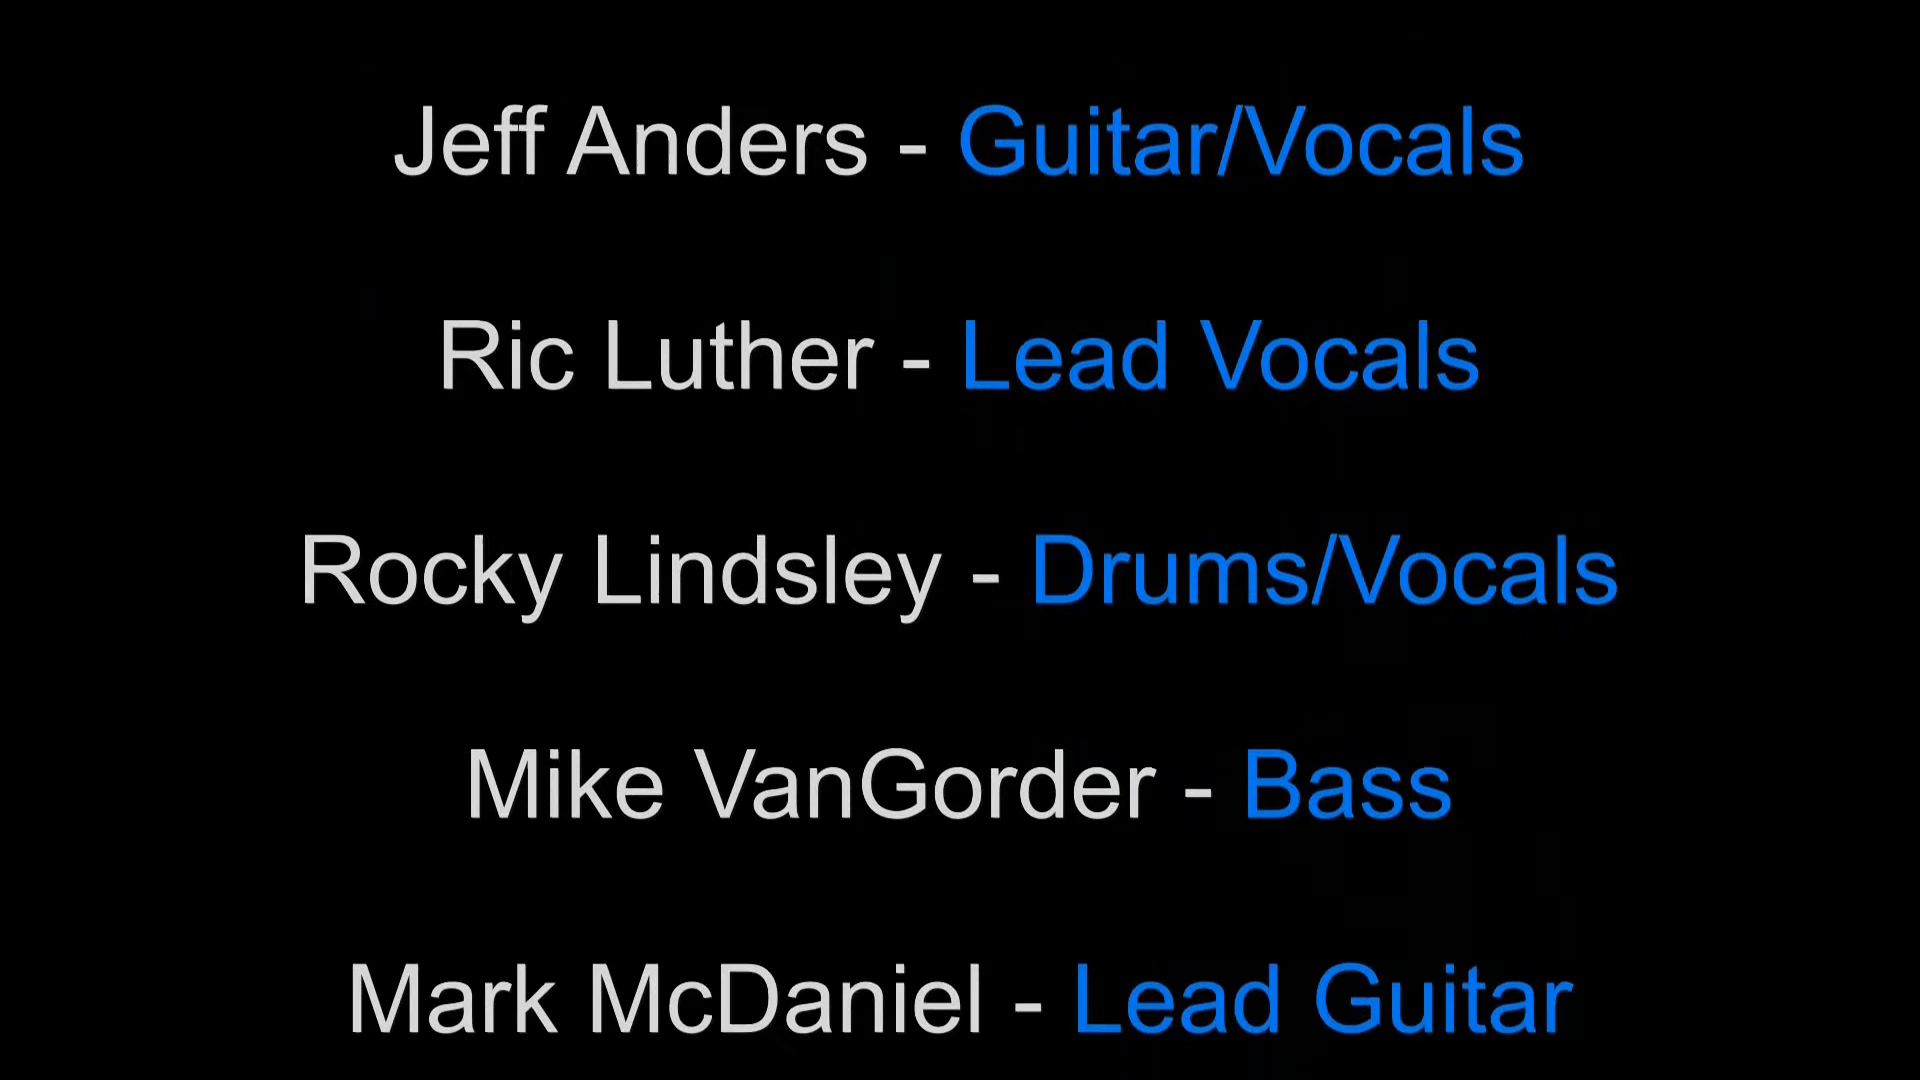 Jeff Anders - Guitar/Vocals
Ric Luther - Lead Vocals
Rocky Lindsley - Drums/Vocals
Mike VanGorder - Bass
Mark McDaniel - Lead Guitar